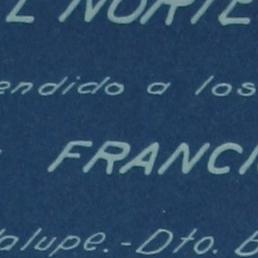 L NORTE
endido a los
FRANCI
alupe.-Dto. B